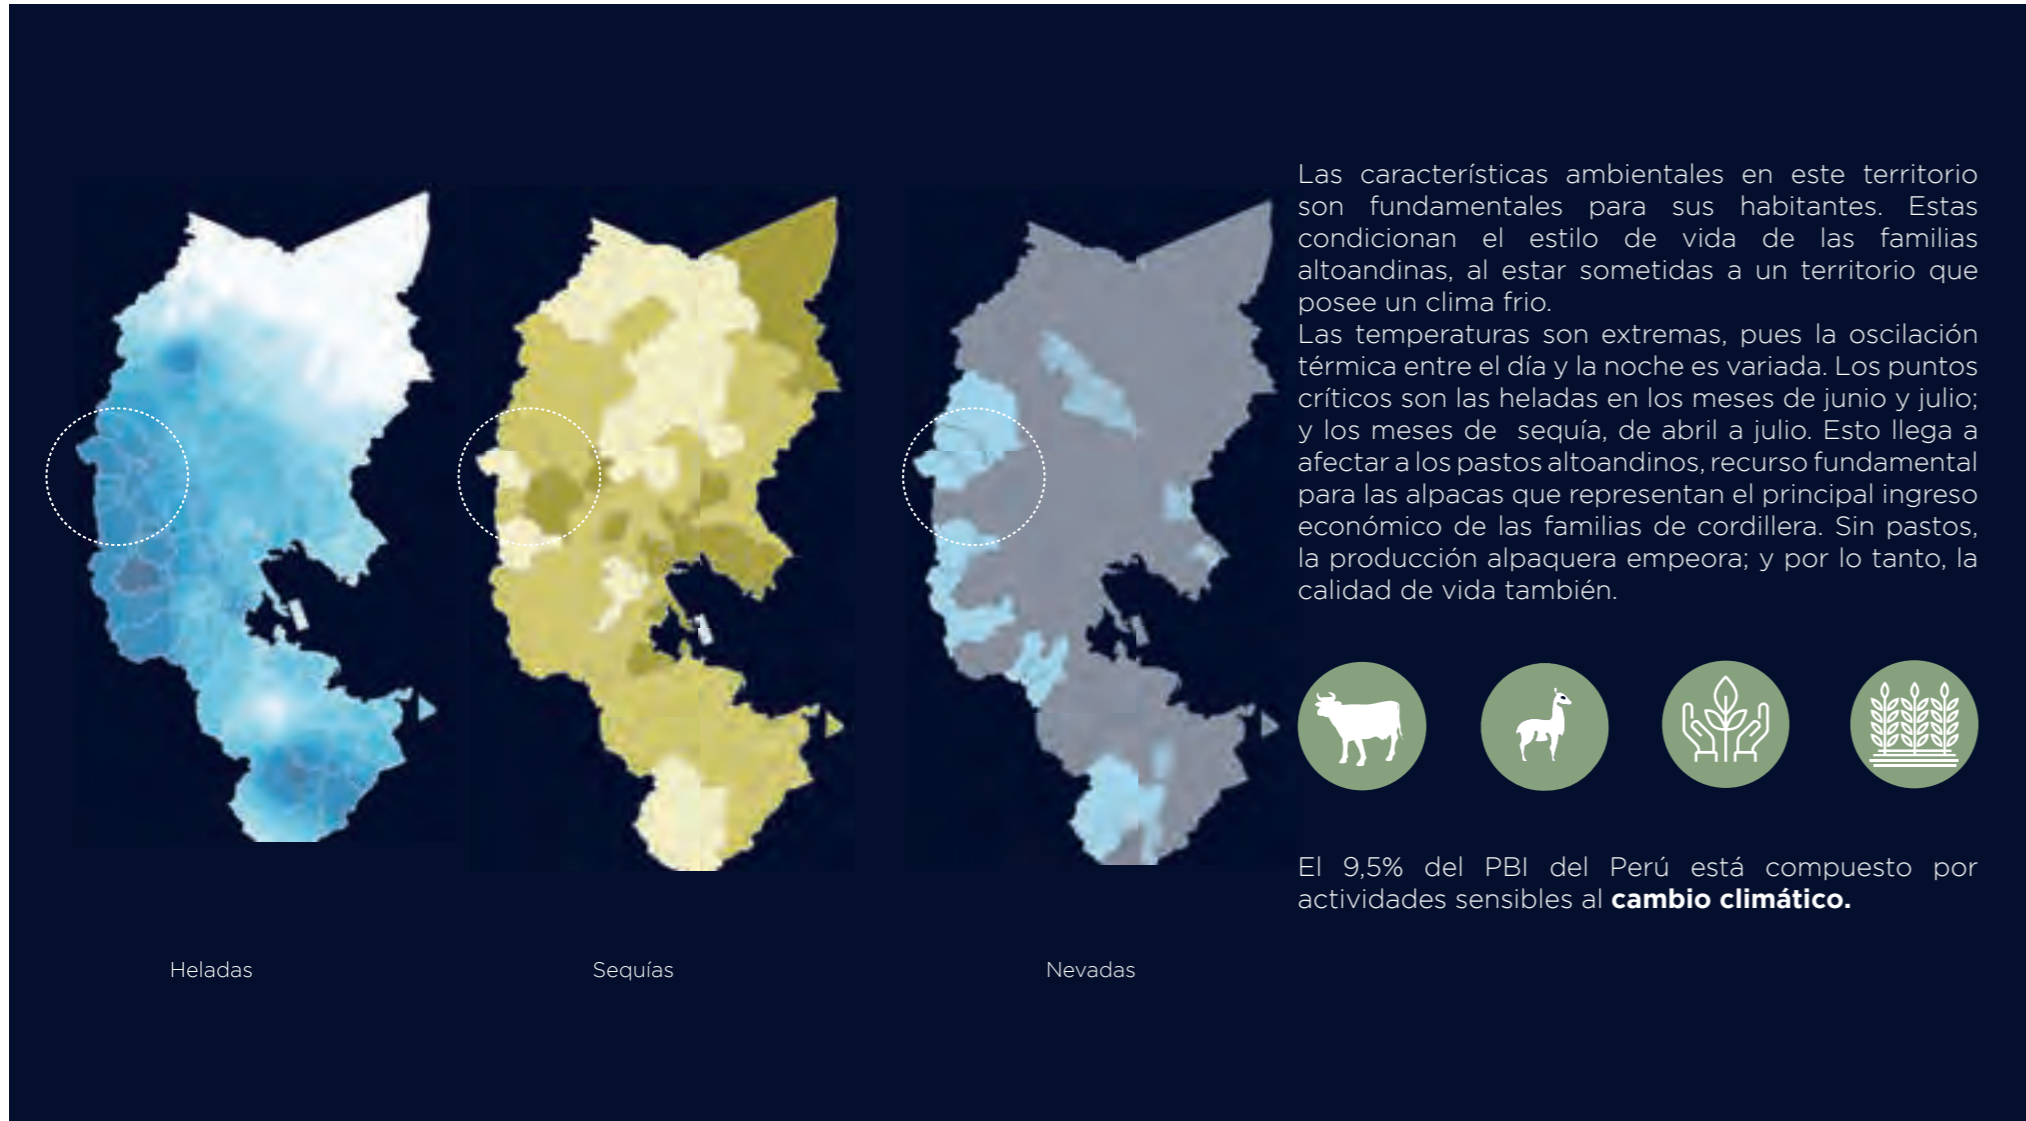 Las características ambientales en este territorio
son fundamentales para sus habitantes. Estas
condicionan el estilo de vida de las familias
altoandinas, al estar sometidas a un territorio que
posee un clima frio.
Las temperaturas son extremas, pues la oscilación
térmica entre el día y la noche es variada. Los puntos
críticos son las heladas en los meses de junio y julio;
y los meses de sequía, de abril a julio. Esto llega a
afectar a los pastos altoandinos, recurso fundamental
para las alpacas que representan el principal ingreso
económico de las familias de cordillera. Sin pastos,
la producción alpaquera empeora; y por lo tanto, la
calidad de vida también.
El 9,5% del PBI del Perú está compuesto por
actividades sensibles al cambio climático.
Heladas
Sequías
Nevadas